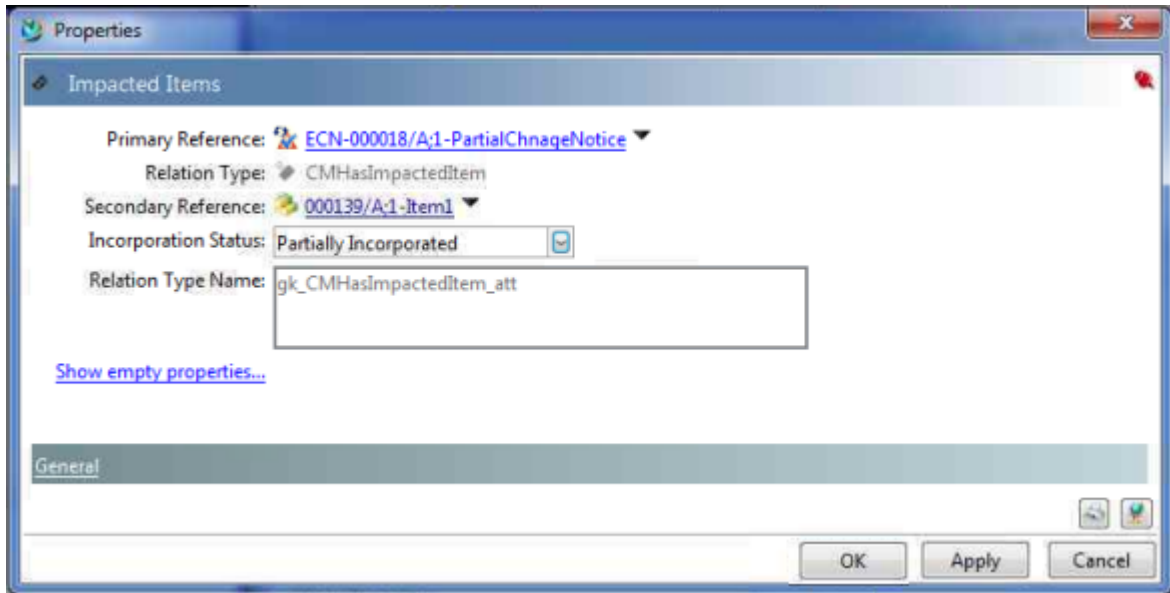 Properties
Impacted Items
Primary Reference: ECN-000018/A;1-PartialChnageNotice
Relation Type: CMHasImpactedItem
Secondary Reference: 000139/A;1-Item1
Incorporation Status: Partially Incorporated
Relation Type Name: gk_CMHasImpactedItem_att
Show empty properties...
General
OK Apply Cancel